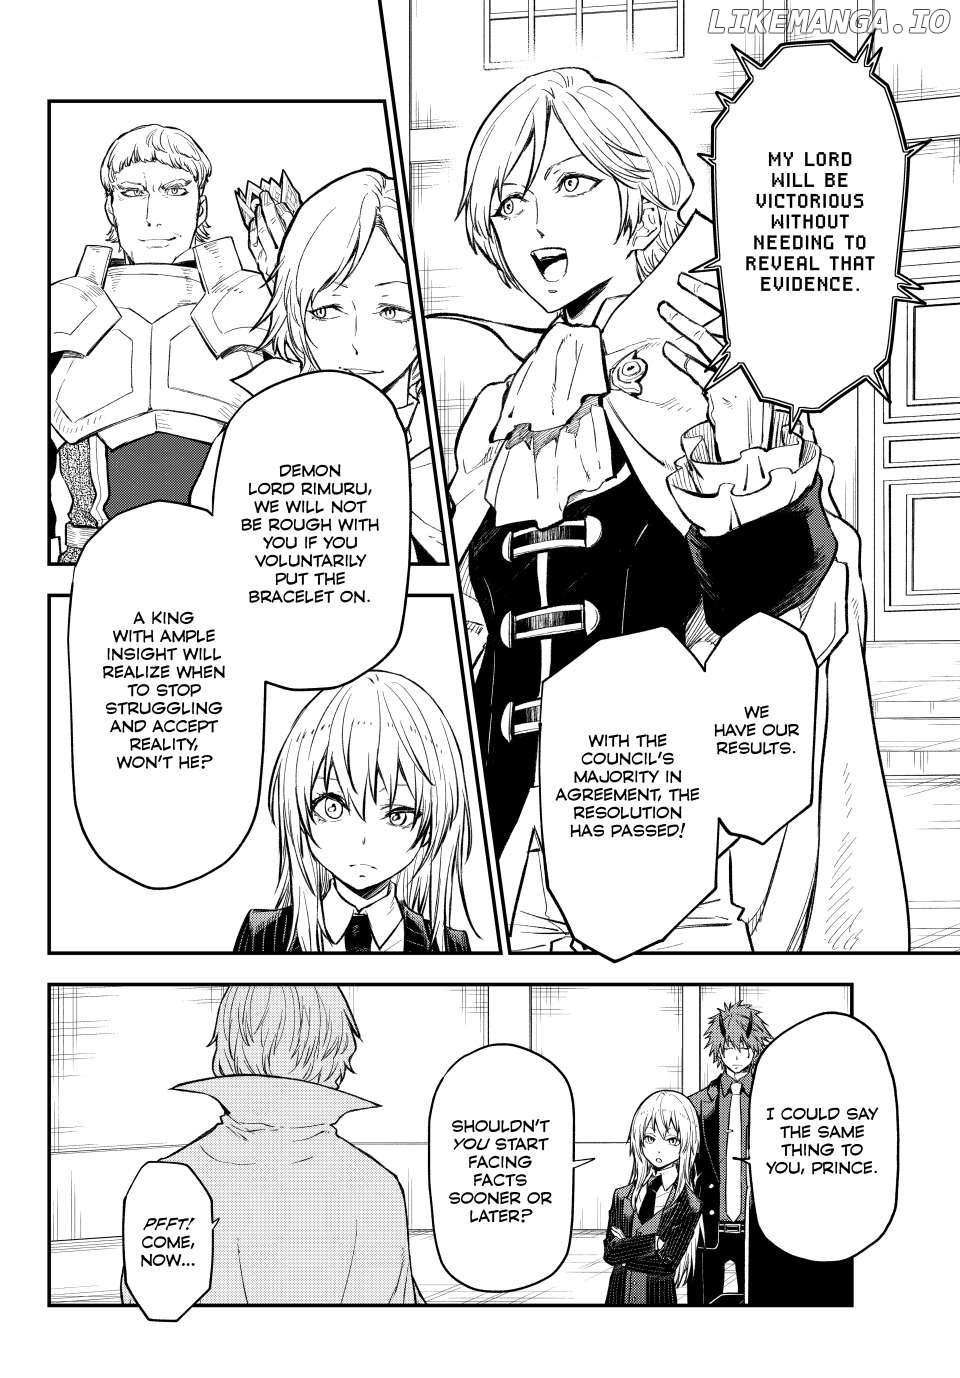 LIKEMANGA.IO
MY LORD
WILL BE
VICTORIOUS
WITHOUT
NEEDING TO
REVEAL THAT
EVIDENCE.
WE
HAVE OUR
RESULTS.
WITH THE
COUNCIL'S
MAJORITY IN
AGREEMENT, THE
RESOLUTION
HAS PASSED!
DEMON
LORD RIMURU,
WE WILL NOT
BE ROUGH WITH
YOU IF YOU
VOLUNTARILY
PUT THE
BRACELET ON.
A KING
WITH AMPLE
INSIGHT WILL
REALIZE WHEN
TO STOP
STRUGGLING
AND ACCEPT
REALITY,
WON'T HE?
I COULD SAY
THE SAME
THING TO
YOU, PRINCE.
SHOULDN'T
YOU START
FACING
FACTS
SOONER OR
LATER?
PFFT!
COME,
NOW...